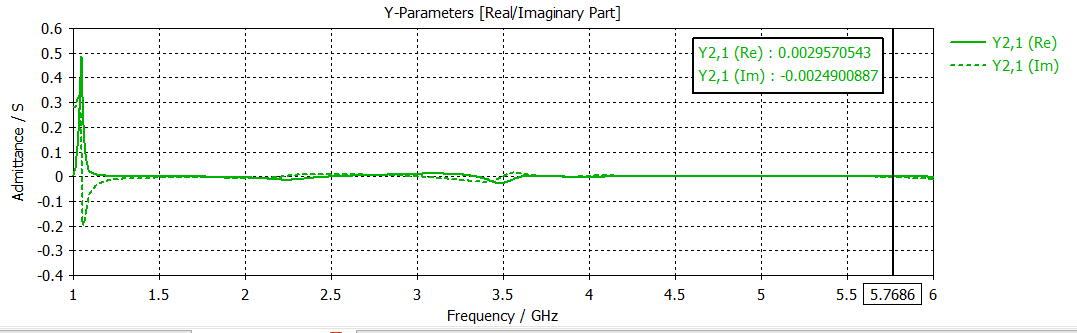 Y-Parameters [Real/Imaginary Part]
0.6
0.5
0.4
0.3
0.2
0.1
0
-0.1
-0.2
-0.3
-0.4
Admittance / S
Y2,1 (Re) : 0.0029570543
Y2,1 (Im) : -0.0024900887
Y2,1 (Re)
Y2,1 (Im)
1 1.5 2 2.5 3 3.5 4 4.5 5 5.5 5.7686 6
Frequency / GHz